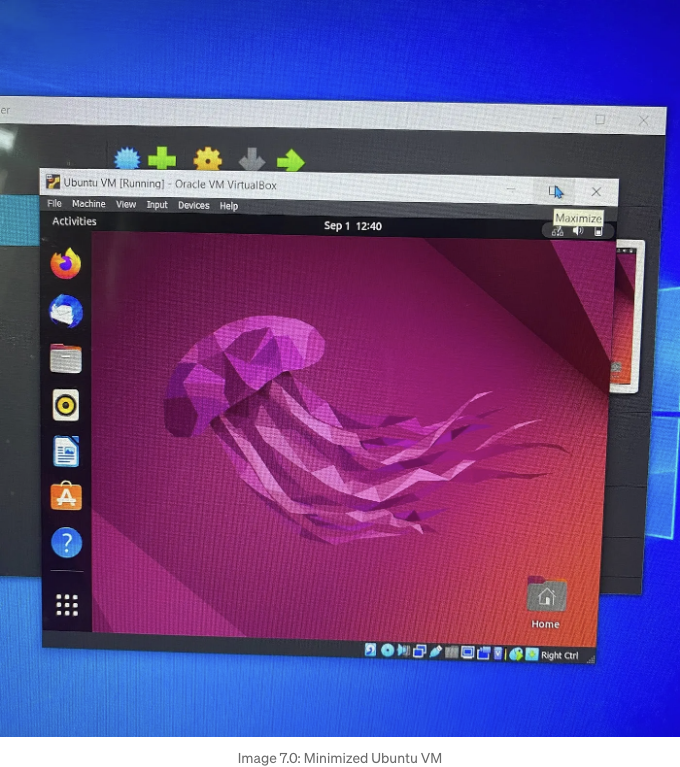 er
Ubuntu VM [Running] - Oracle VM VirtualBox
File Machine View Input Devices Help
Maximize
Activities
Sep 1 12:40
Home
Right Ctrl
Image 7.0: Minimized Ubuntu VM